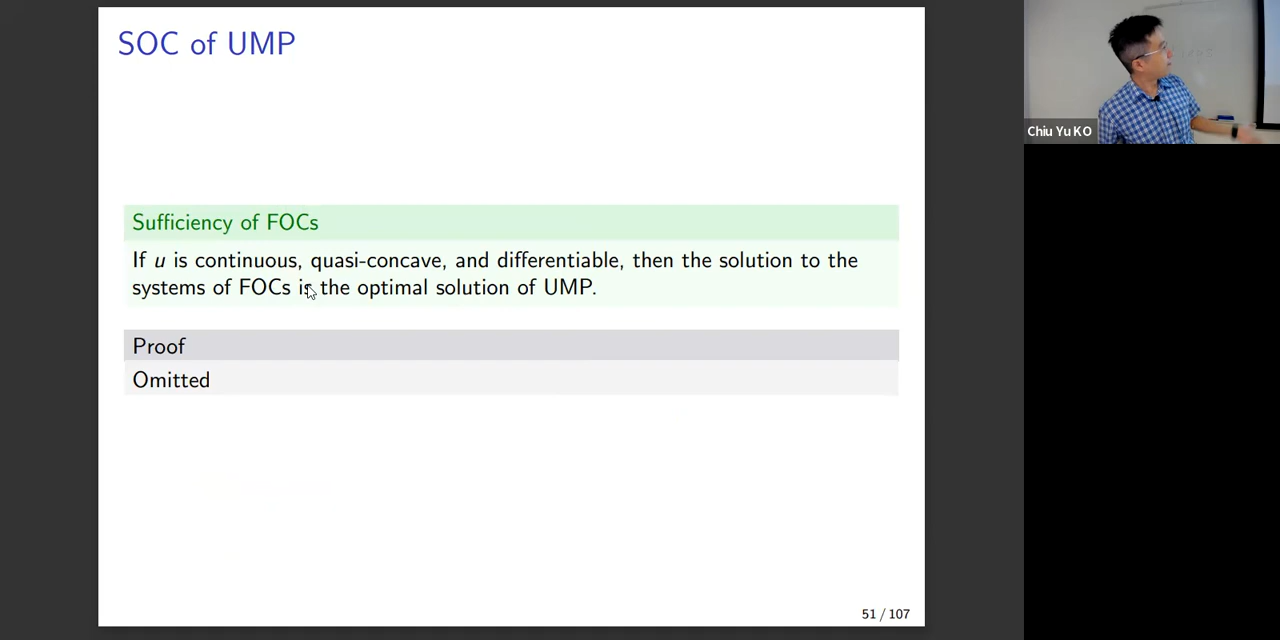 SOC of UMP
Sufficiency of FOCs
If u is continuous, quasi-concave, and differentiable, then the solution to the
systems of FOCs is the optimal solution of UMP.
Proof
Omitted
51 / 107
Chiu Yu KO